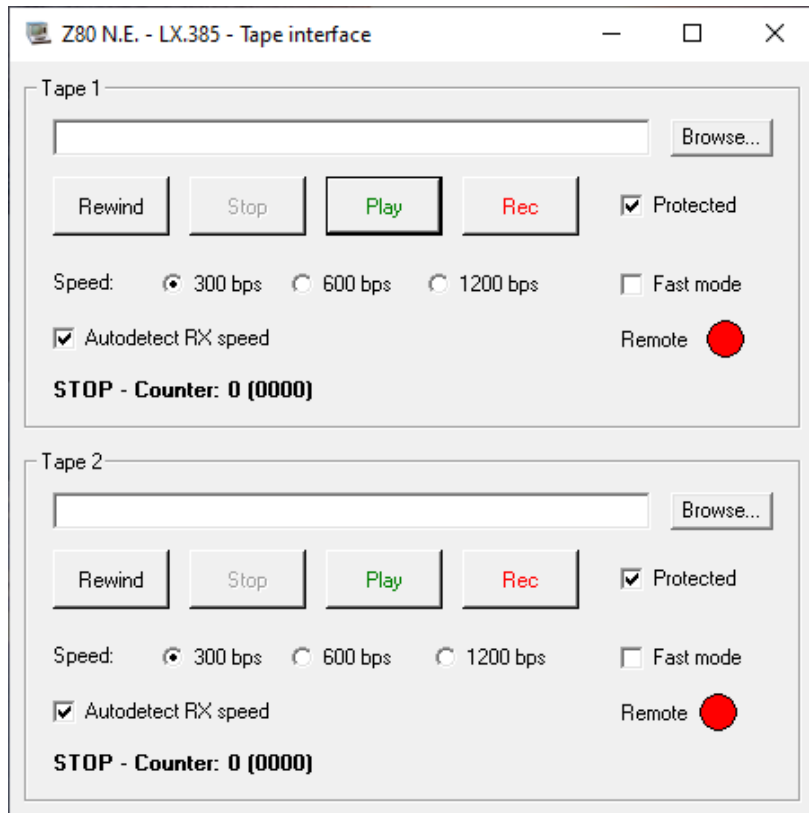 Z80 N.E. - LX.385 - Tape interface
Tape 1
Browse...
Rewind Stop Play Rec Protected
Speed: 300 bps 600 bps 1200 bps Fast mode
Autodetect RX speed Remote
STOP - Counter: 0 (0000)
Tape 2
Browse...
Rewind Stop Play Rec Protected
Speed: 300 bps 600 bps 1200 bps Fast mode
Autodetect RX speed Remote
STOP - Counter: 0 (0000)